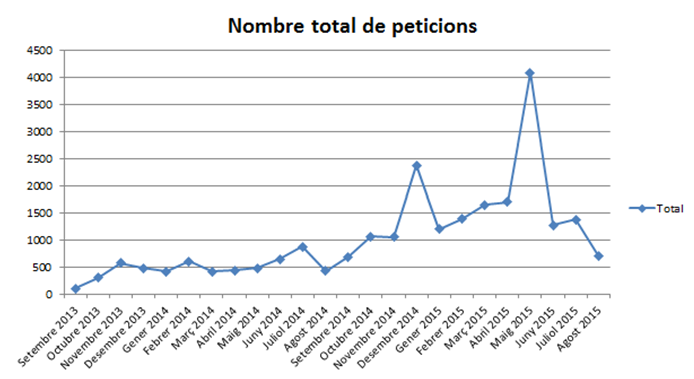 Nombre total de peticions
4500
4000
3500
3000
2500
2000
1500
1000
500
0
Total
Setembre 2013
Octubre 2013
Novembre 2013
Desembre 2013
Gener 2014
Febrer 2014
Març 2014
Abril 2014
Maig 2014
Juny 2014
Juliol 2014
Agost 2014
Setembre 2014
Octubre 2014
Novembre 2014
Desembre 2014
Gener 2015
Febrer 2015
Març 2015
Abril 2015
Maig 2015
Juny 2015
Juliol 2015
Agost 2015